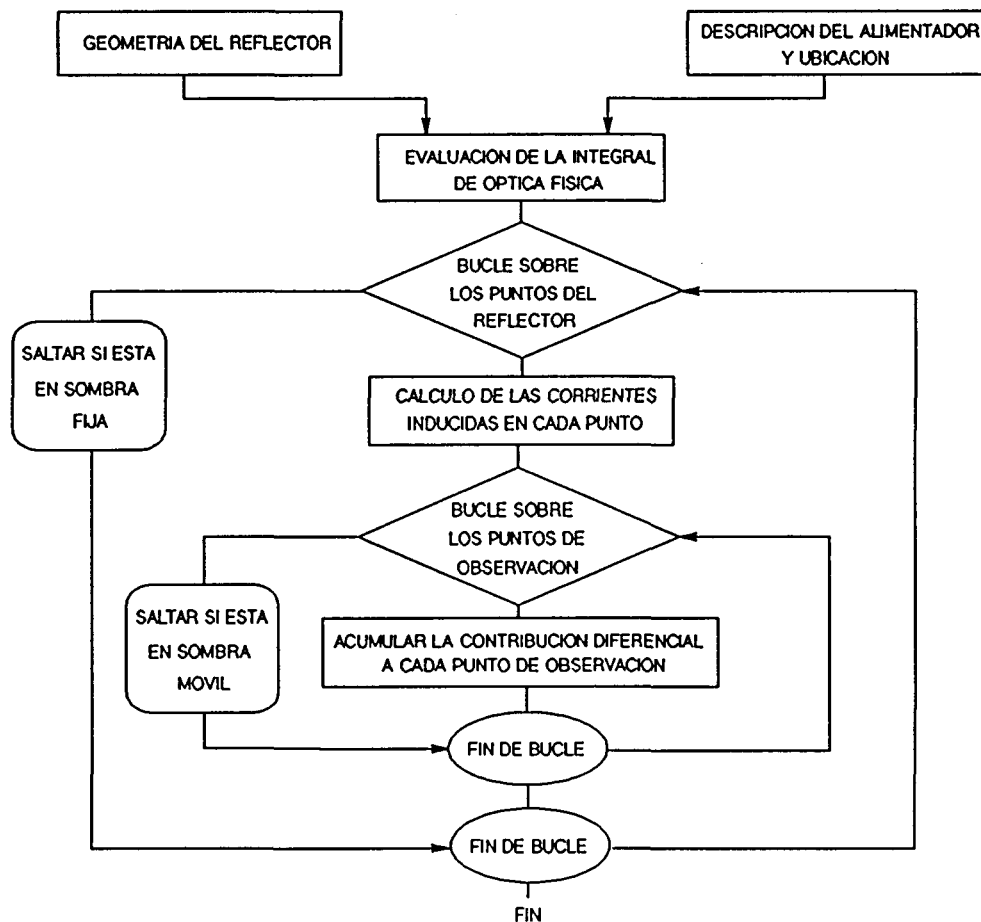 GEOMETRIA DEL REFLECTOR
DESCRIPCION DEL ALIMENTADOR
Y UBICACION
EVALUACION DE LA INTEGRAL
DE OPTICA FISICA
BUCLE SOBRE
LOS PUNTOS DEL
REFLECTOR
SALTAR SI ESTA
EN SOMBRA
FIJA
CALCULO DE LAS CORRIENTES
INDUCIDAS EN CADA PUNTO
BUCLE SOBRE
LOS PUNTOS DE
OBSERVACION
SALTAR SI ESTA
EN SOMBRA
MOVIL
ACUMULAR LA CONTRIBUCION DIFERENCIAL
A CADA PUNTO DE OBSERVACION
FIN DE BUCLE
FIN DE BUCLE
FIN